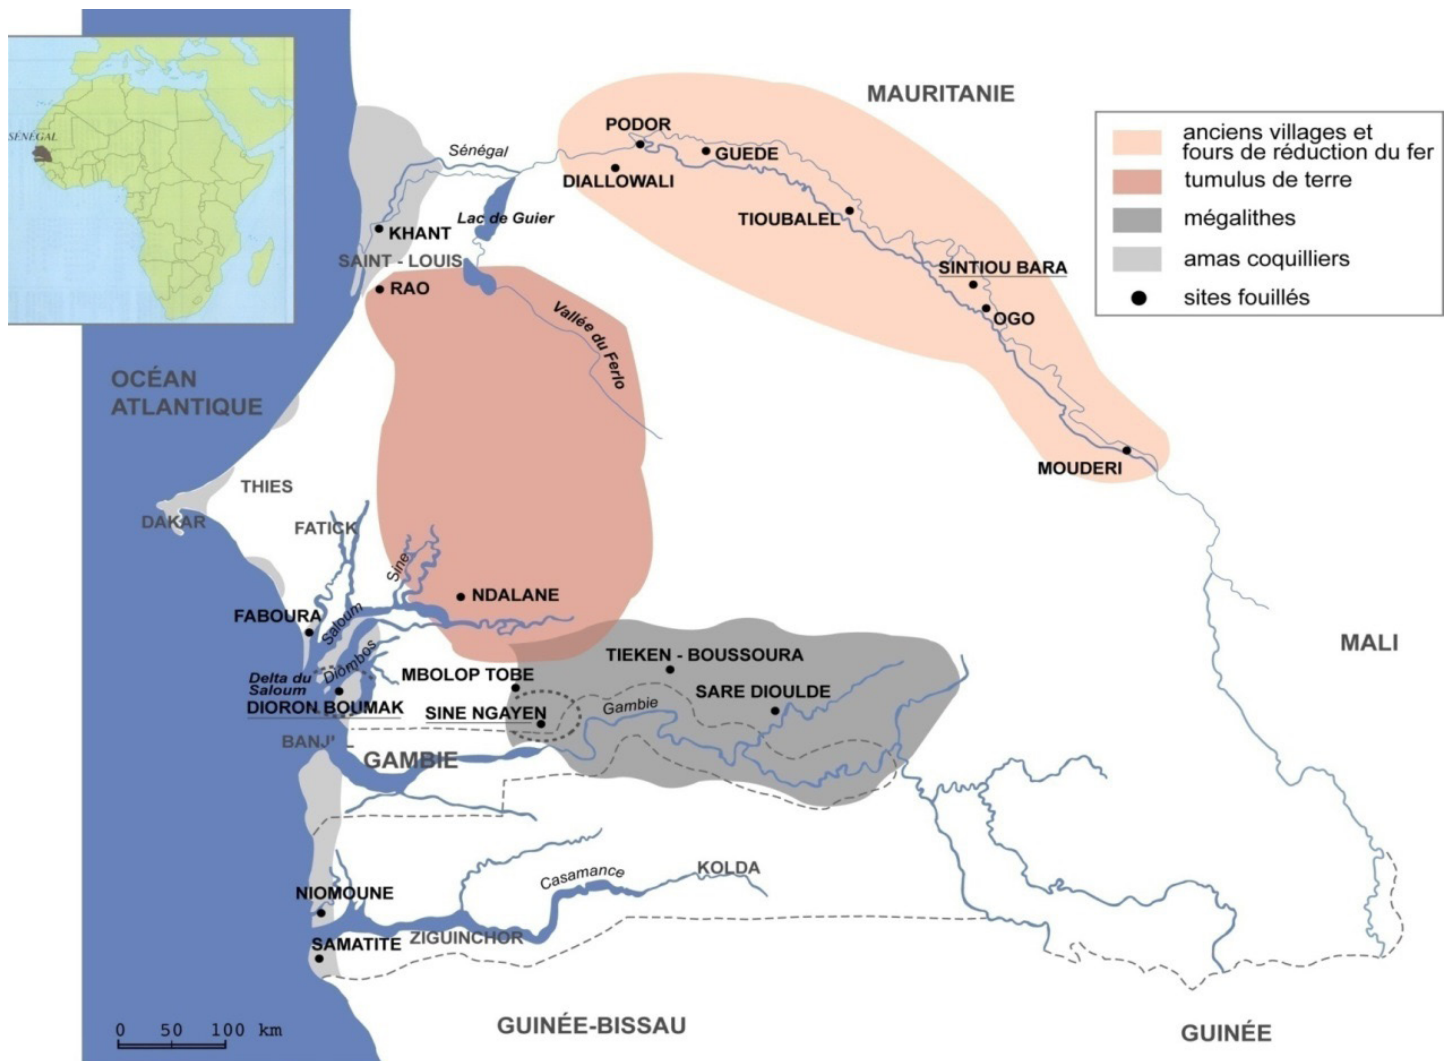 SÉNÉGAL
MAURITANIE
anciens villages et
fours de réduction du fer
tumulus de terre
mégalithes
amas coquilliers
sites fouillés
PODOR
GUEDE
DIALLOWALI
Sénégal
Lac de Guier
TIOUBALEL
KHANT
SAINT - LOUIS
RAO
SINTIOU BARA
OGO
Vallée du Ferlo
OCÉAN
ATLANTIQUE
MOUDERI
THIES
DAKAR
FATICK
Sine
NDALANE
FABOURA
Saloum
Diombos
MALI
Delta du
Saloum
DIORON BOUMAK
MBOLOP TOBE
TIEKEN - BOUSSOURA
SARE DIOULDE
SINE NGAYEN
Gambie
GAMBIE
NIOMOUNE
Casamance
KOLDA
SAMATITE
ZIGUINCHOR
0 50 100 km
GUINÉE-BISSAU
GUINÉE